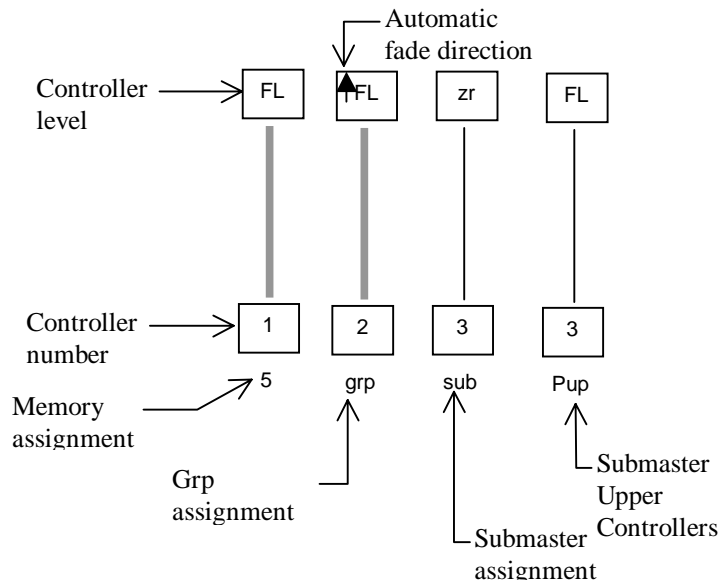 Automatic
fade direction
Controller
level
FL
FL
zr
FL
Controller
number
1
2
3
3
5
grp
sub
Pup
Memory
assignment
Grp
assignment
Submaster
Upper
Controllers
Submaster
assignment